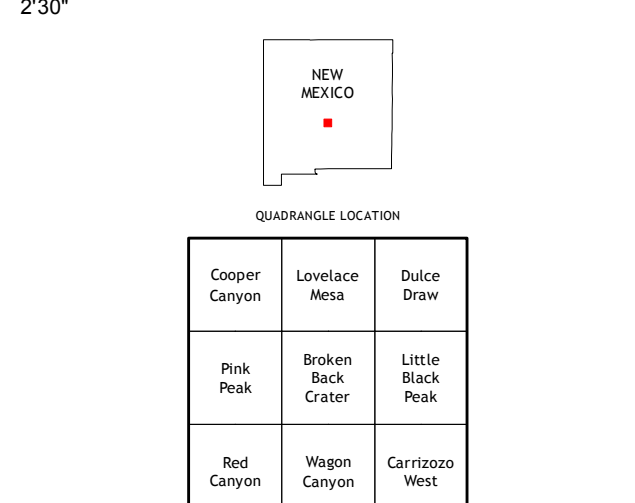 2'30"
NEW
MEXICO
QUADRANGLE LOCATION
Cooper
Canyon
Lovelace
Mesa
Dulce
Draw
Pink
Peak
Broken
Back
Crater
Little
Black
Peak
Red
Canyon
Wagon
Canyon
Carrizozo
West